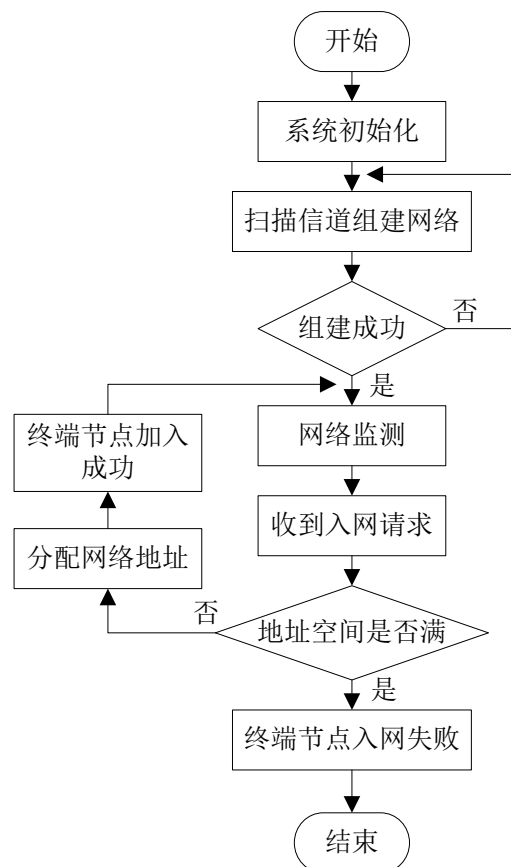 开始
系统初始化
扫描信道组建网络
组建成功
否
是
终端节点加入
成功
网络监测
收到入网请求
分配网络地址
否
地址空间是否满
是
终端节点入网失败
结束